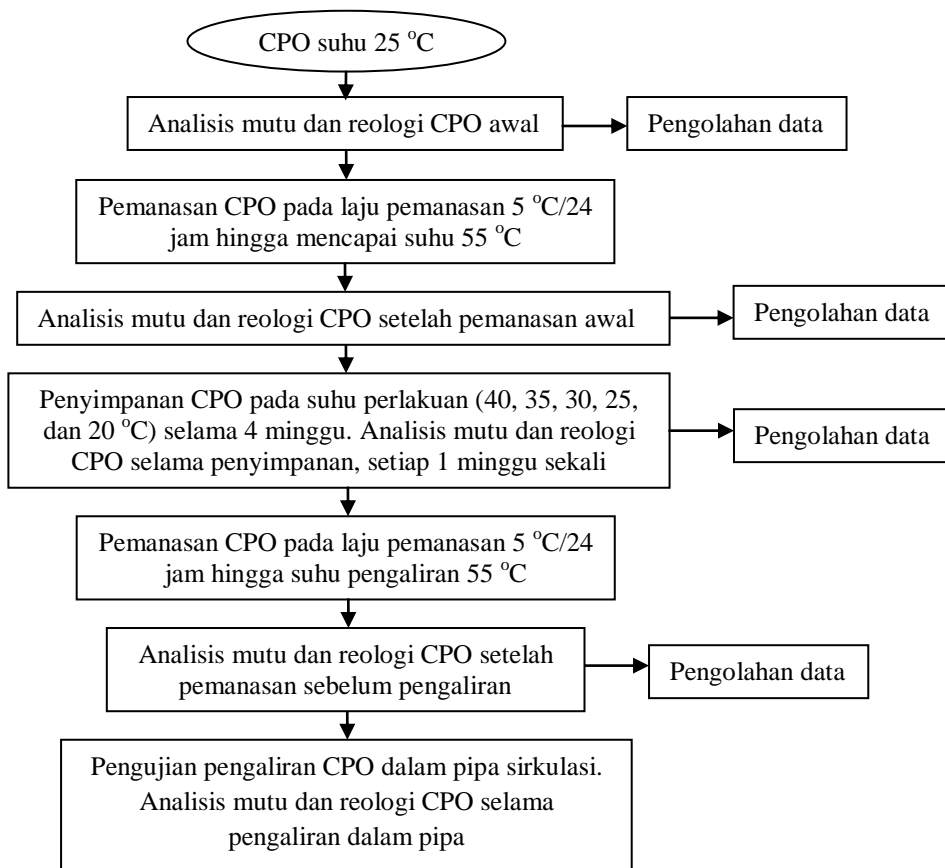 CPO suhu 25 °C
Analisis mutu dan reologi CPO awal
Pengolahan data
Pemanasan CPO pada laju pemanasan 5 °C/24
jam hingga mencapai suhu 55 °C
Analisis mutu dan reologi CPO setelah pemanasan awal
Pengolahan data
Penyimpanan CPO pada suhu perlakuan (40, 35, 30, 25,
dan 20 °C) selama 4 minggu. Analisis mutu dan reologi
CPO selama penyimpanan, setiap 1 minggu sekali
Pengolahan data
Pemanasan CPO pada laju pemanasan 5 °C/24
jam hingga suhu pengaliran 55 °C
Analisis mutu dan reologi CPO setelah
pemanasan sebelum pengaliran
Pengolahan data
Pengujian pengaliran CPO dalam pipa sirkulasi.
Analisis mutu dan reologi CPO selama
pengaliran dalam pipa